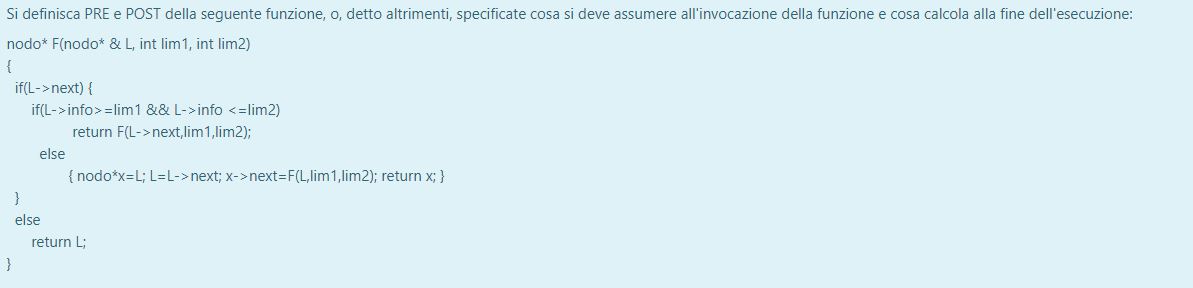 Si definisca PRE e POST della seguente funzione, o, detto altrimenti, specificate cosa si deve assumere all'invocazione della funzione e cosa calcola alla fine dell'esecuzione:
nodo* F(nodo* & L, int lim1, int lim2)
{
if(L->next) {
if(L->info>=lim1 && L->info <=lim2)
return F(L->next,lim1,lim2);
else
{ nodo*x=L; L=L->next; x->next=F(L,lim1,lim2); return x; }
}
else
return L;
}